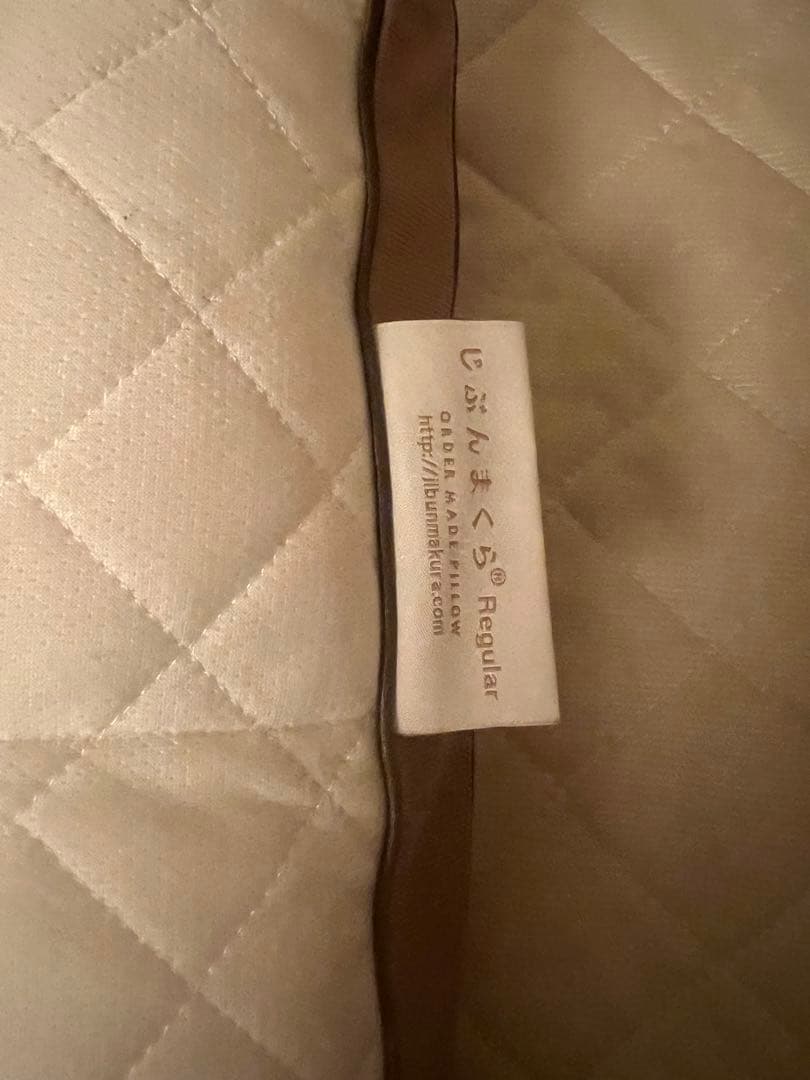 じぶんまくら® Regular
ORDER MADE PILLOW
http://jibunmakura.com